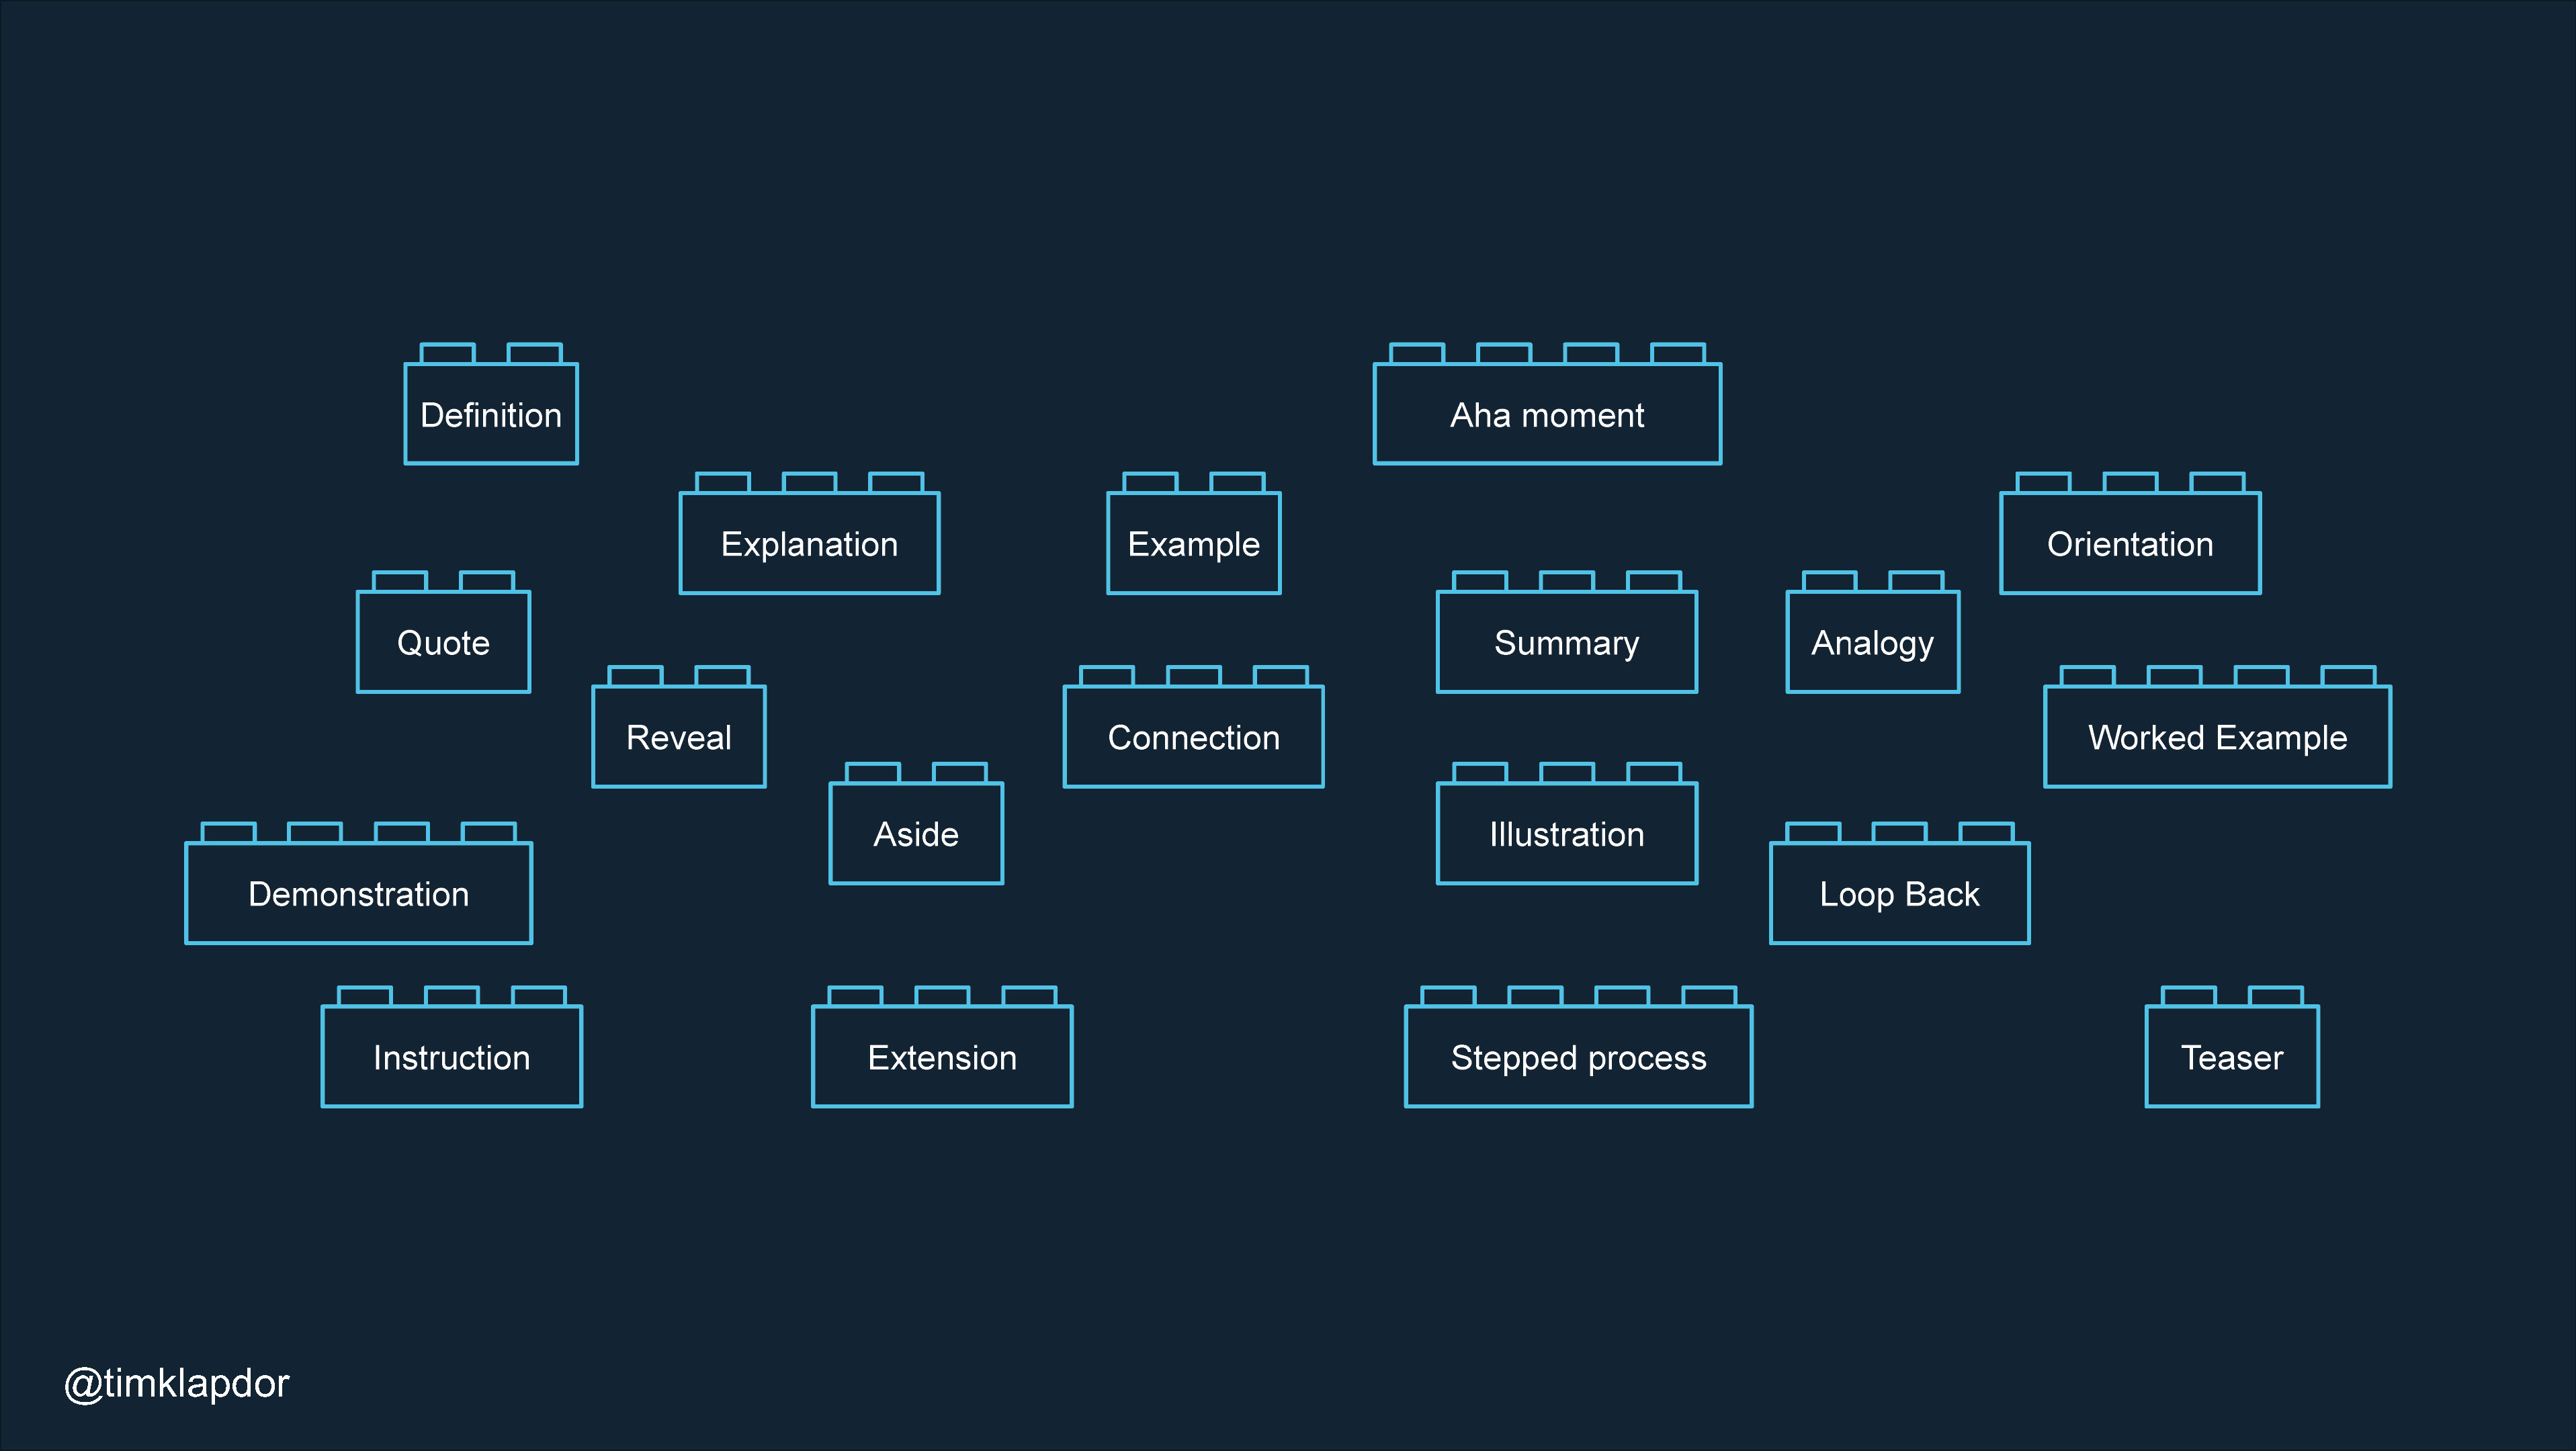 Definition
Aha moment
Explanation
Example
Orientation
Quote
Summary
Analogy
Reveal
Connection
Worked Example
Aside
Illustration
Demonstration
Loop Back
Instruction
Extension
Stepped process
Teaser
@timklapdor